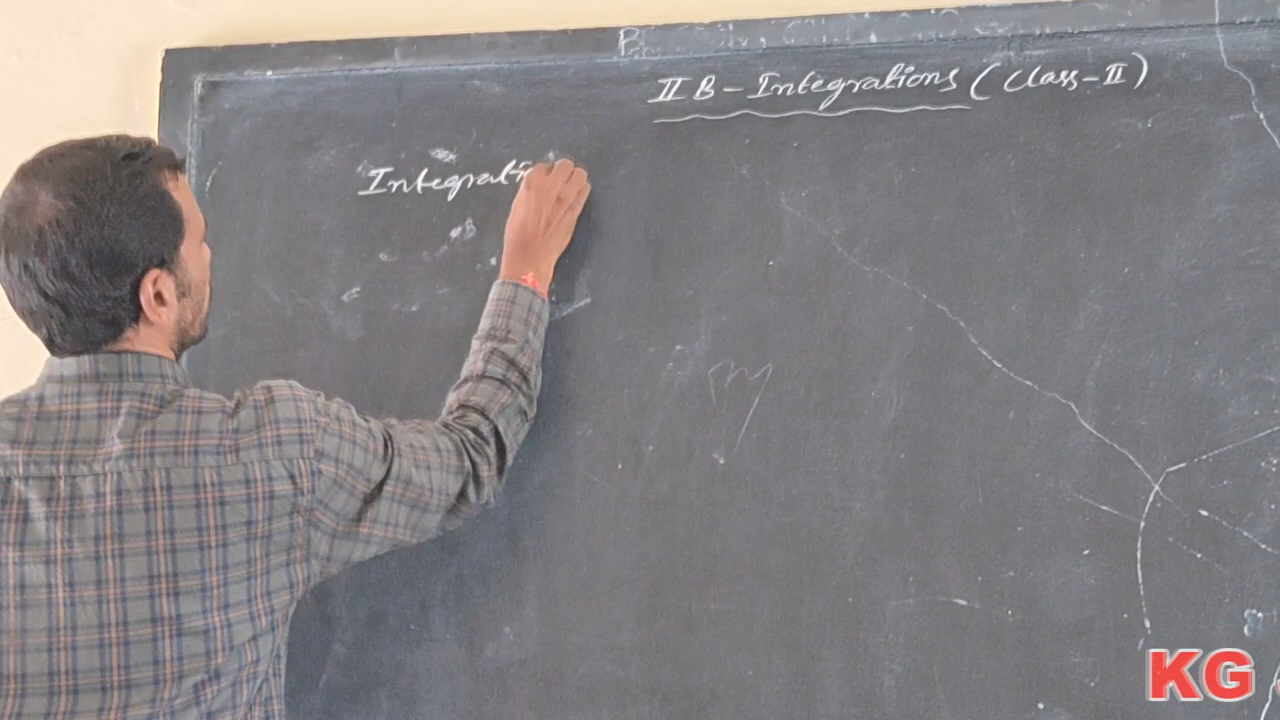 II B - Integrations (Class-II)
Integrati
KG